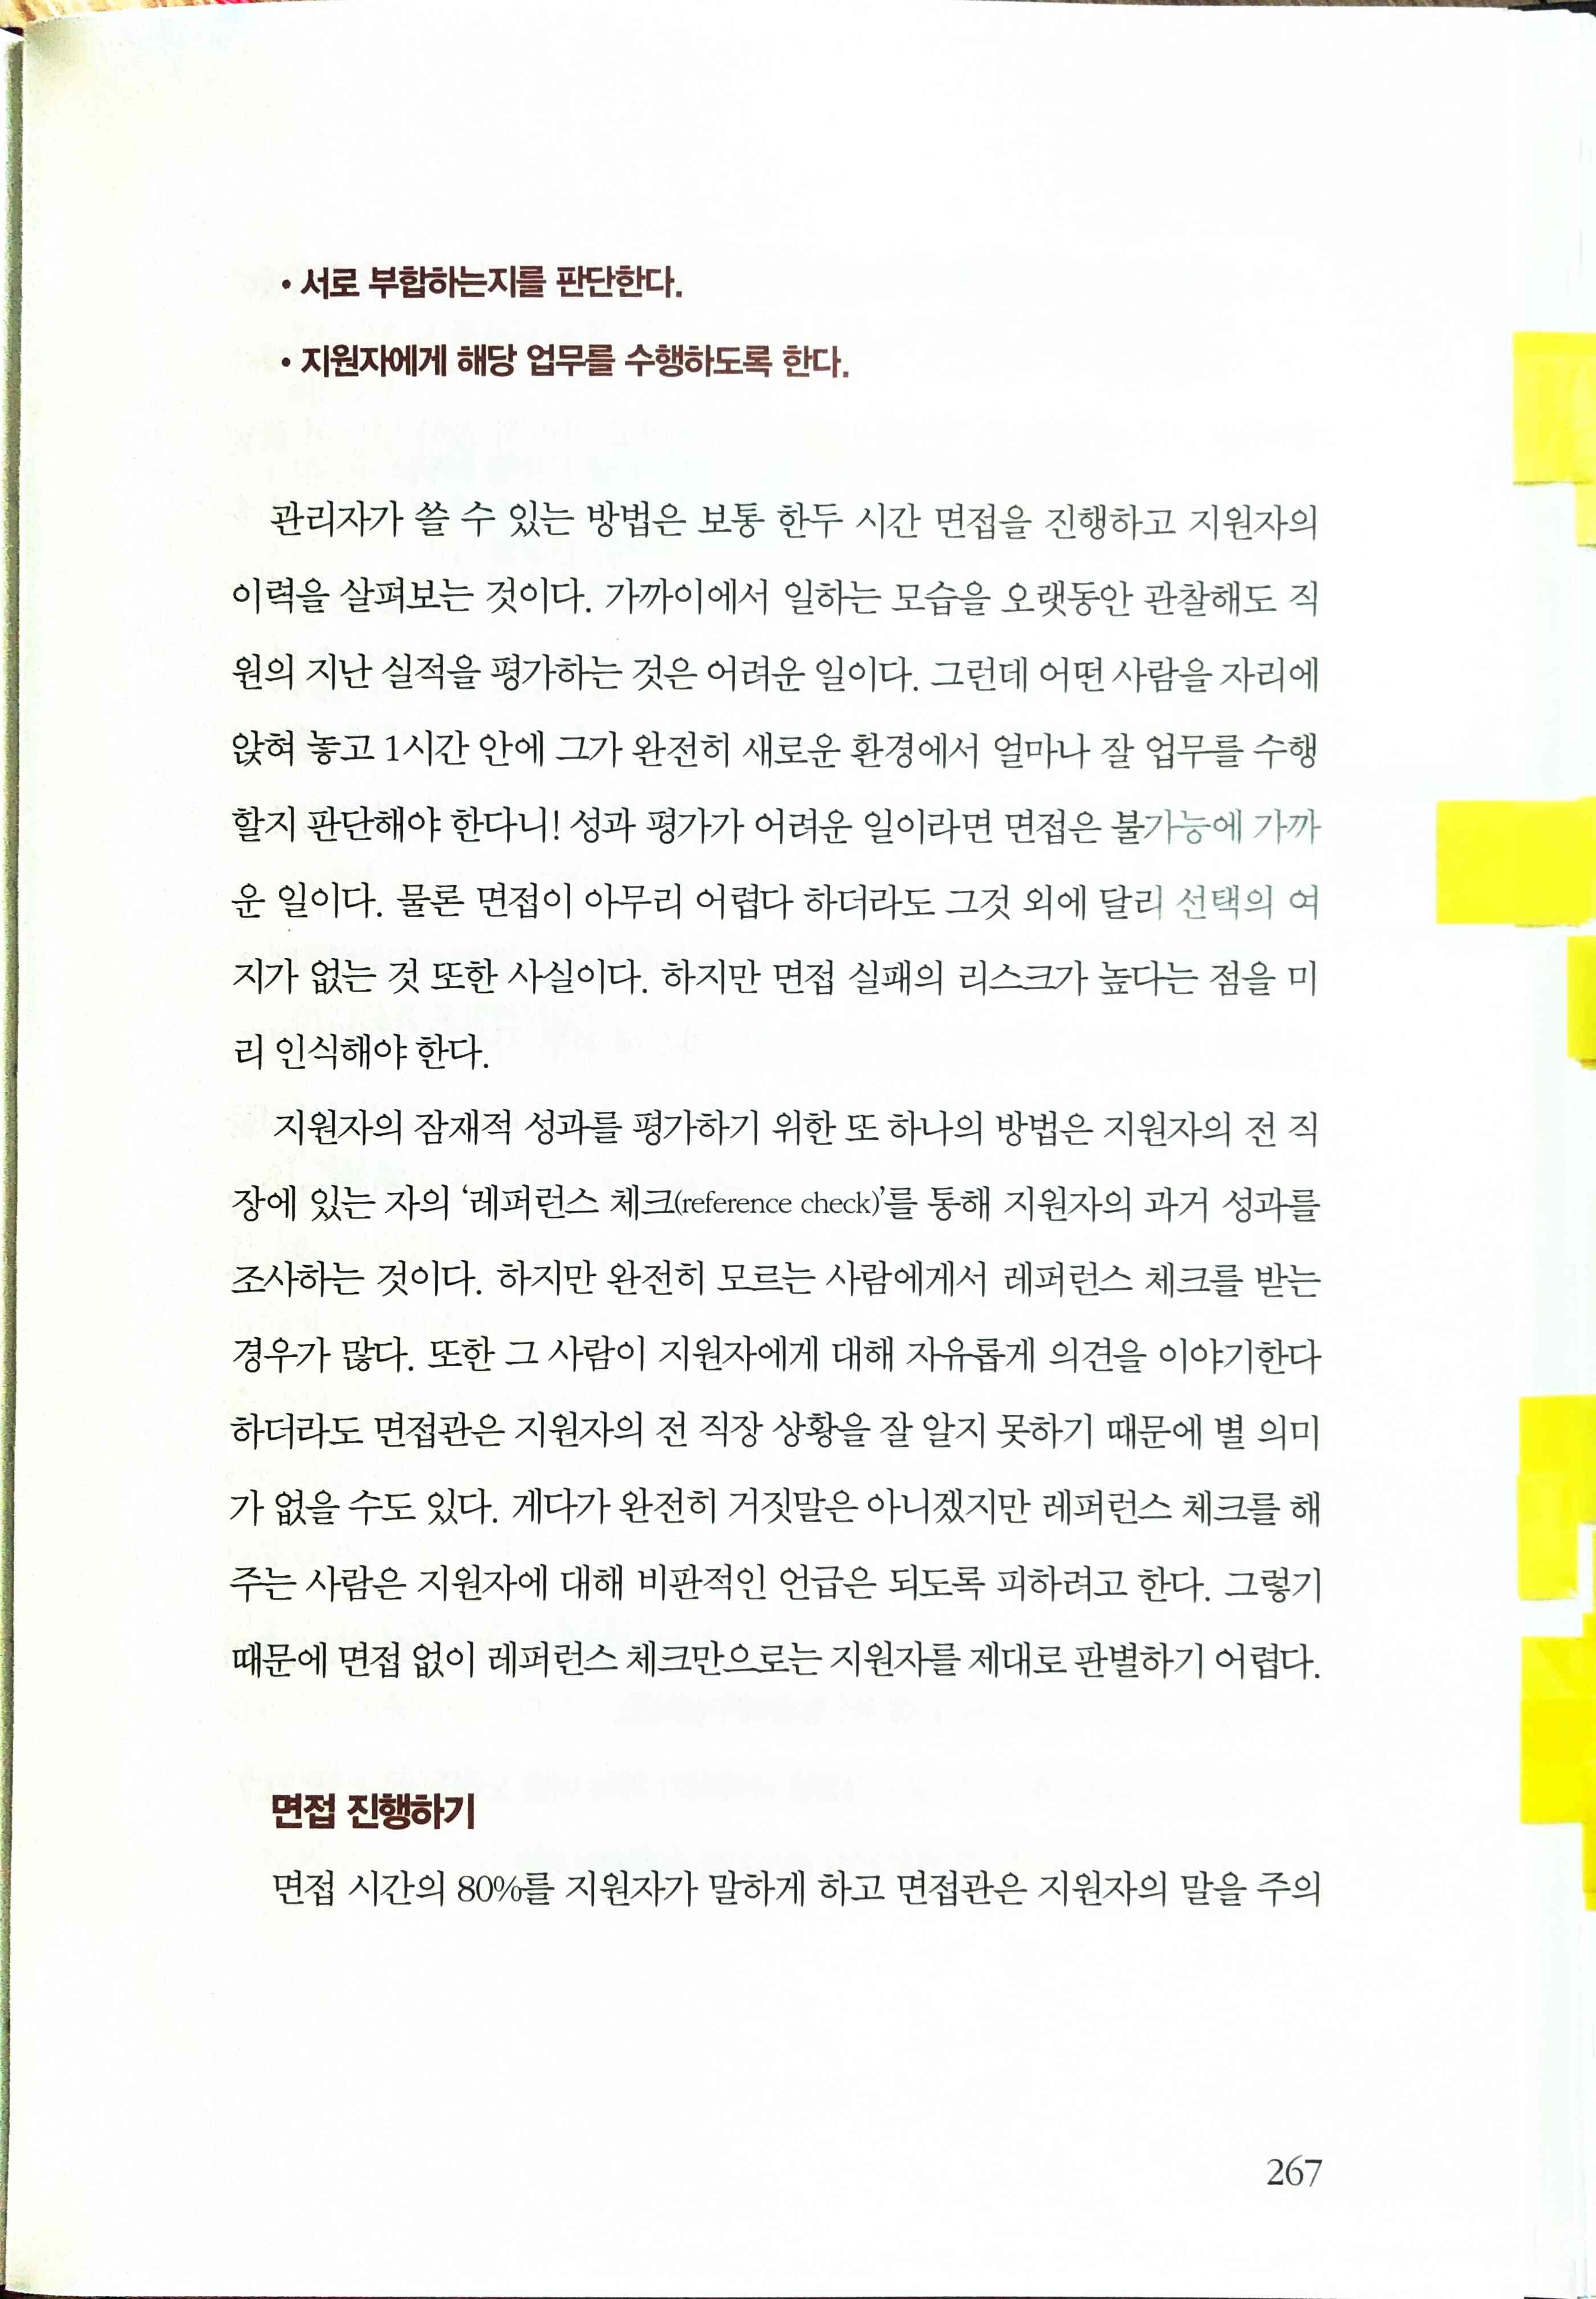 • 서로 부합하는지를 판단한다.
• 지원자에게 해당 업무를 수행하도록 한다.
관리자가 쓸 수 있는 방법은 보통 한두 시간 면접을 진행하고 지원자의
이력을 살펴보는 것이다. 가까이에서 일하는 모습을 오랫동안 관찰해도 직
원의 지난 실적을 평가하는 것은 어려운 일이다. 그런데 어떤 사람을 자리에
앉혀 놓고 1시간 안에 그가 완전히 새로운 환경에서 얼마나 잘 업무를 수행
할지 판단해야 한다니! 성과 평가가 어려운 일이라면 면접은 불가능에 가까
운 일이다. 물론 면접이 아무리 어렵다 하더라도 그것 외에 달리 선택의 여
지가 없는 것 또한 사실이다. 하지만 면접 실패의 리스크가 높다는 점을 미
리 인식해야 한다.
지원자의 잠재적 성과를 평가하기 위한 또 하나의 방법은 지원자의 전 직
장에 있는 자의 ‘레퍼런스 체크(reference check)’를 통해 지원자의 과거 성과를
조사하는 것이다. 하지만 완전히 모르는 사람에게서 레퍼런스 체크를 받는
경우가 많다. 또한 그 사람이 지원자에게 대해 자유롭게 의견을 이야기한다
하더라도 면접관은 지원자의 전 직장 상황을 잘 알지 못하기 때문에 별 의미
가 없을 수도 있다. 게다가 완전히 거짓말은 아니겠지만 레퍼런스 체크를 해
주는 사람은 지원자에 대해 비판적인 언급은 되도록 피하려고 한다. 그렇기
때문에 면접 없이 레퍼런스 체크만으로는 지원자를 제대로 판별하기 어렵다.
면접 진행하기
면접 시간의 80%를 지원자가 말하게 하고 면접관은 지원자의 말을 주의
267